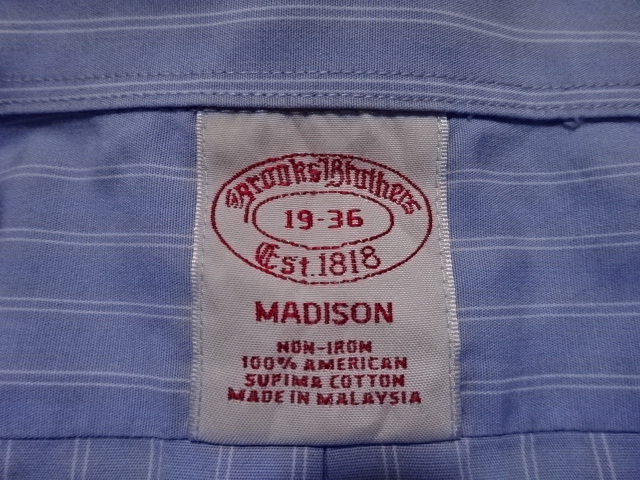 Brooks Brothers
19-36
Est. 1818
MADISON
NON-IRON
100% AMERICAN
SUPIMA COTTON
MADE IN MALAYSIA